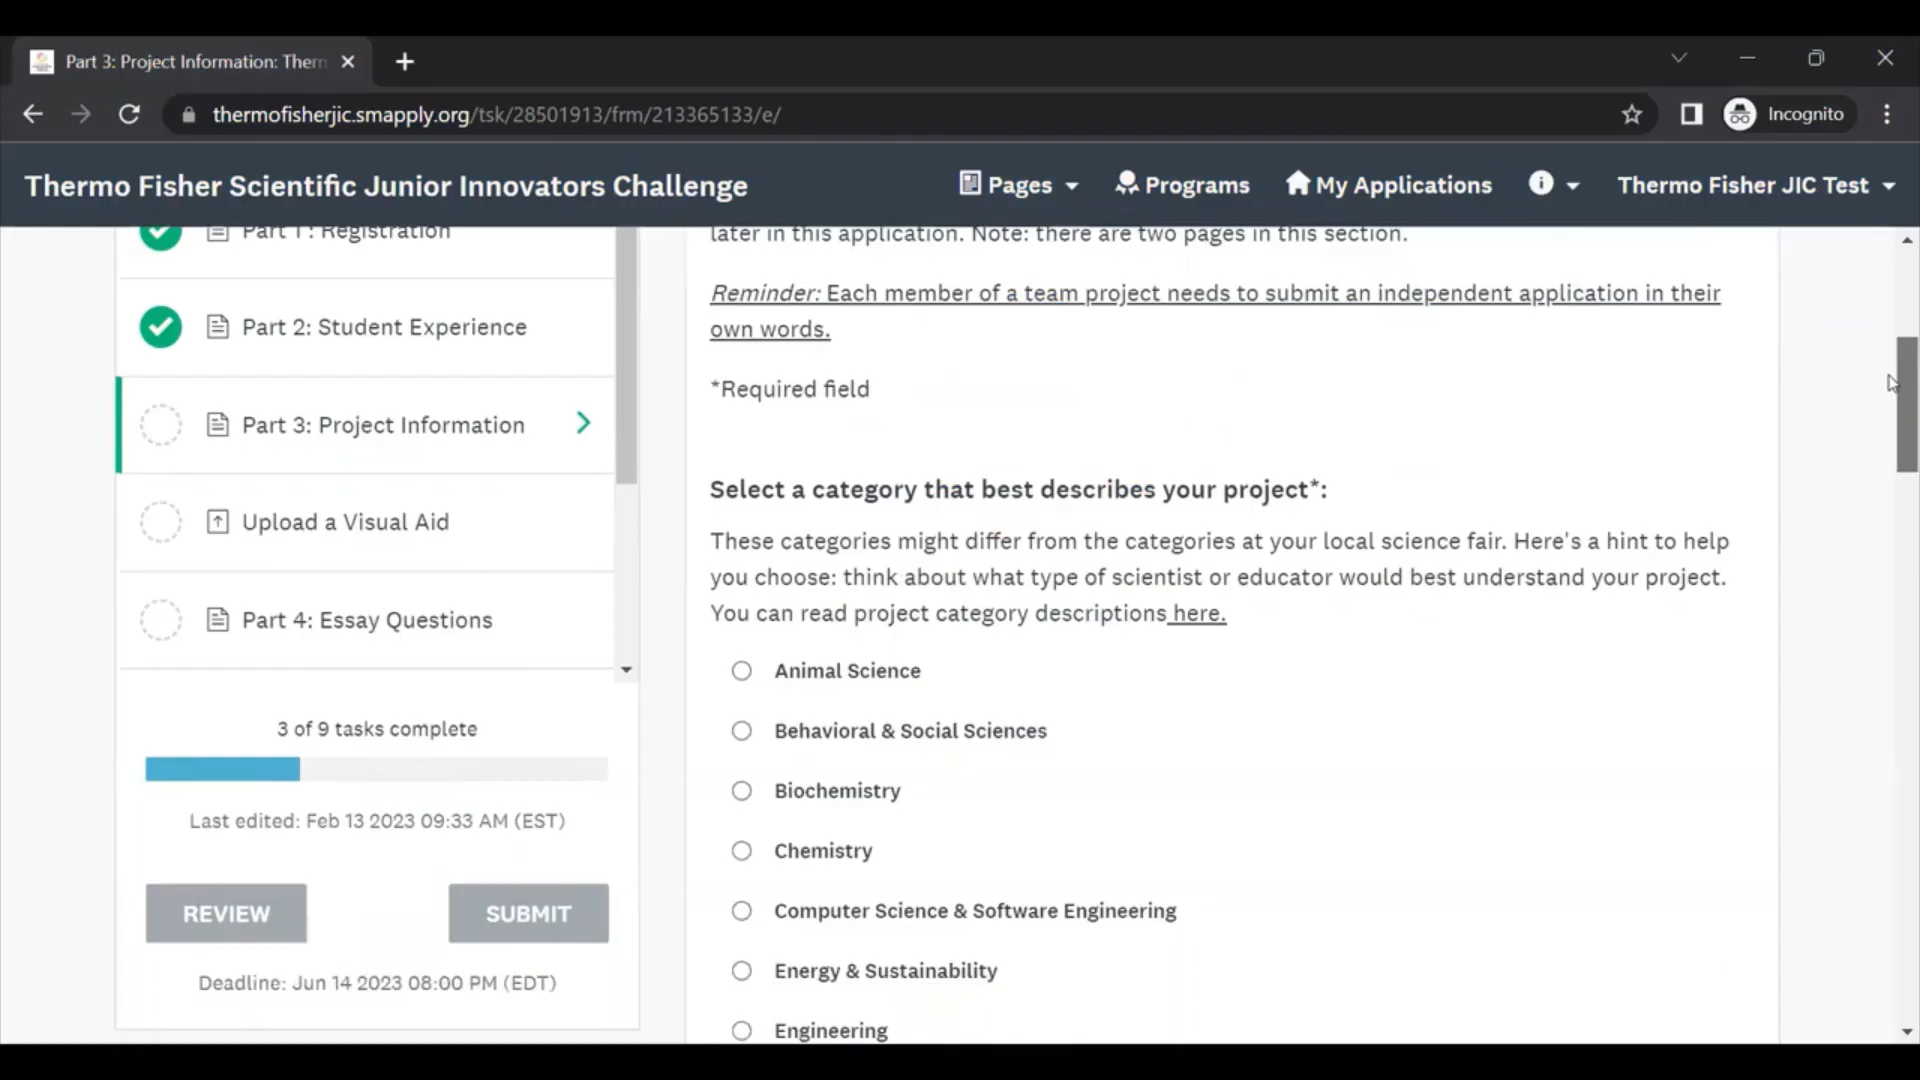 Part 3: Project Information: Therm
thermofisherjic.smapply.org/tsk/28501913/frm/213365133/e/
Incognito
Thermo Fisher Scientific Junior Innovators Challenge
Pages
Programs
My Applications
Thermo Fisher JIC Test
Part 1: Registration
Part 2: Student Experience
Part 3: Project Information
Upload a Visual Aid
Part 4: Essay Questions
3 of 9 tasks complete
Last edited: Feb 13 2023 09:33 AM (EST)
REVIEW
SUBMIT
Deadline: Jun 14 2023 08:00 PM (EDT)
later in this application. Note: there are two pages in this section.
Reminder: Each member of a team project needs to submit an independent application in their
own words.
*Required field
Select a category that best describes your project*:
These categories might differ from the categories at your local science fair. Here's a hint to help
you choose: think about what type of scientist or educator would best understand your project.
You can read project category descriptions here.
Animal Science
Behavioral & Social Sciences
Biochemistry
Chemistry
Computer Science & Software Engineering
Energy & Sustainability
Engineering